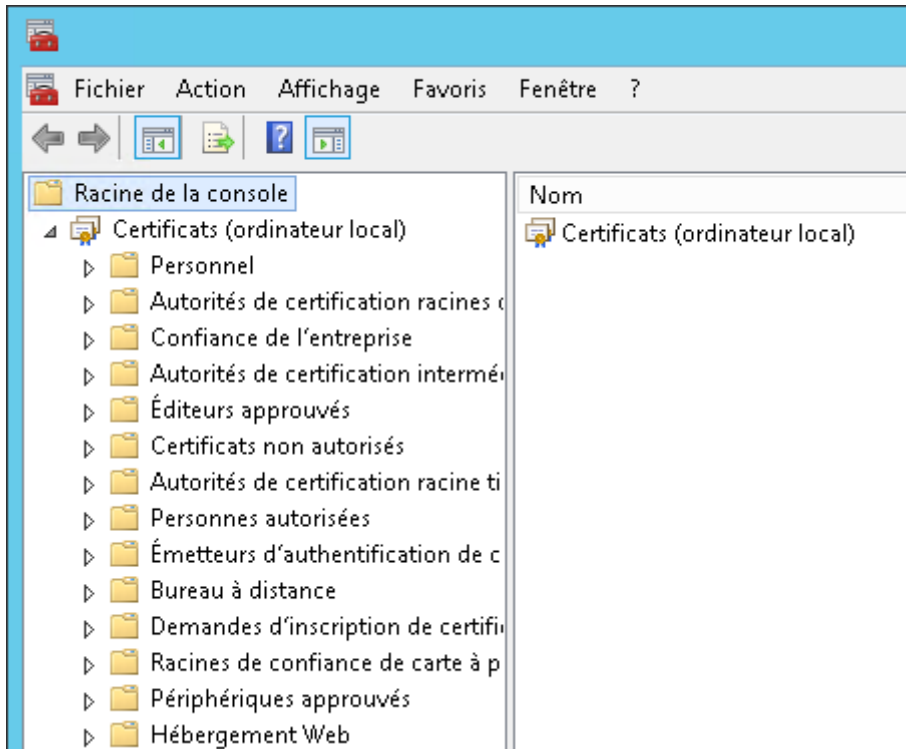 Fichier Action Affichage Favoris Fenêtre ?
Racine de la console
Certificats (ordinateur local)
Personnel
Autorités de certification racines
Confiance de l'entreprise
Autorités de certification
Éditeurs approuvés
Certificats non autorisés
Autorités de certification racine ti
Personnes autorisées
Émetteurs d'authentification de c
Bureau à distance
Demandes d'inscription de certifi
Racines de confiance de carte à p
Périphériques approuvés
Hébergement Web
Nom
Certificats (ordinateur local)